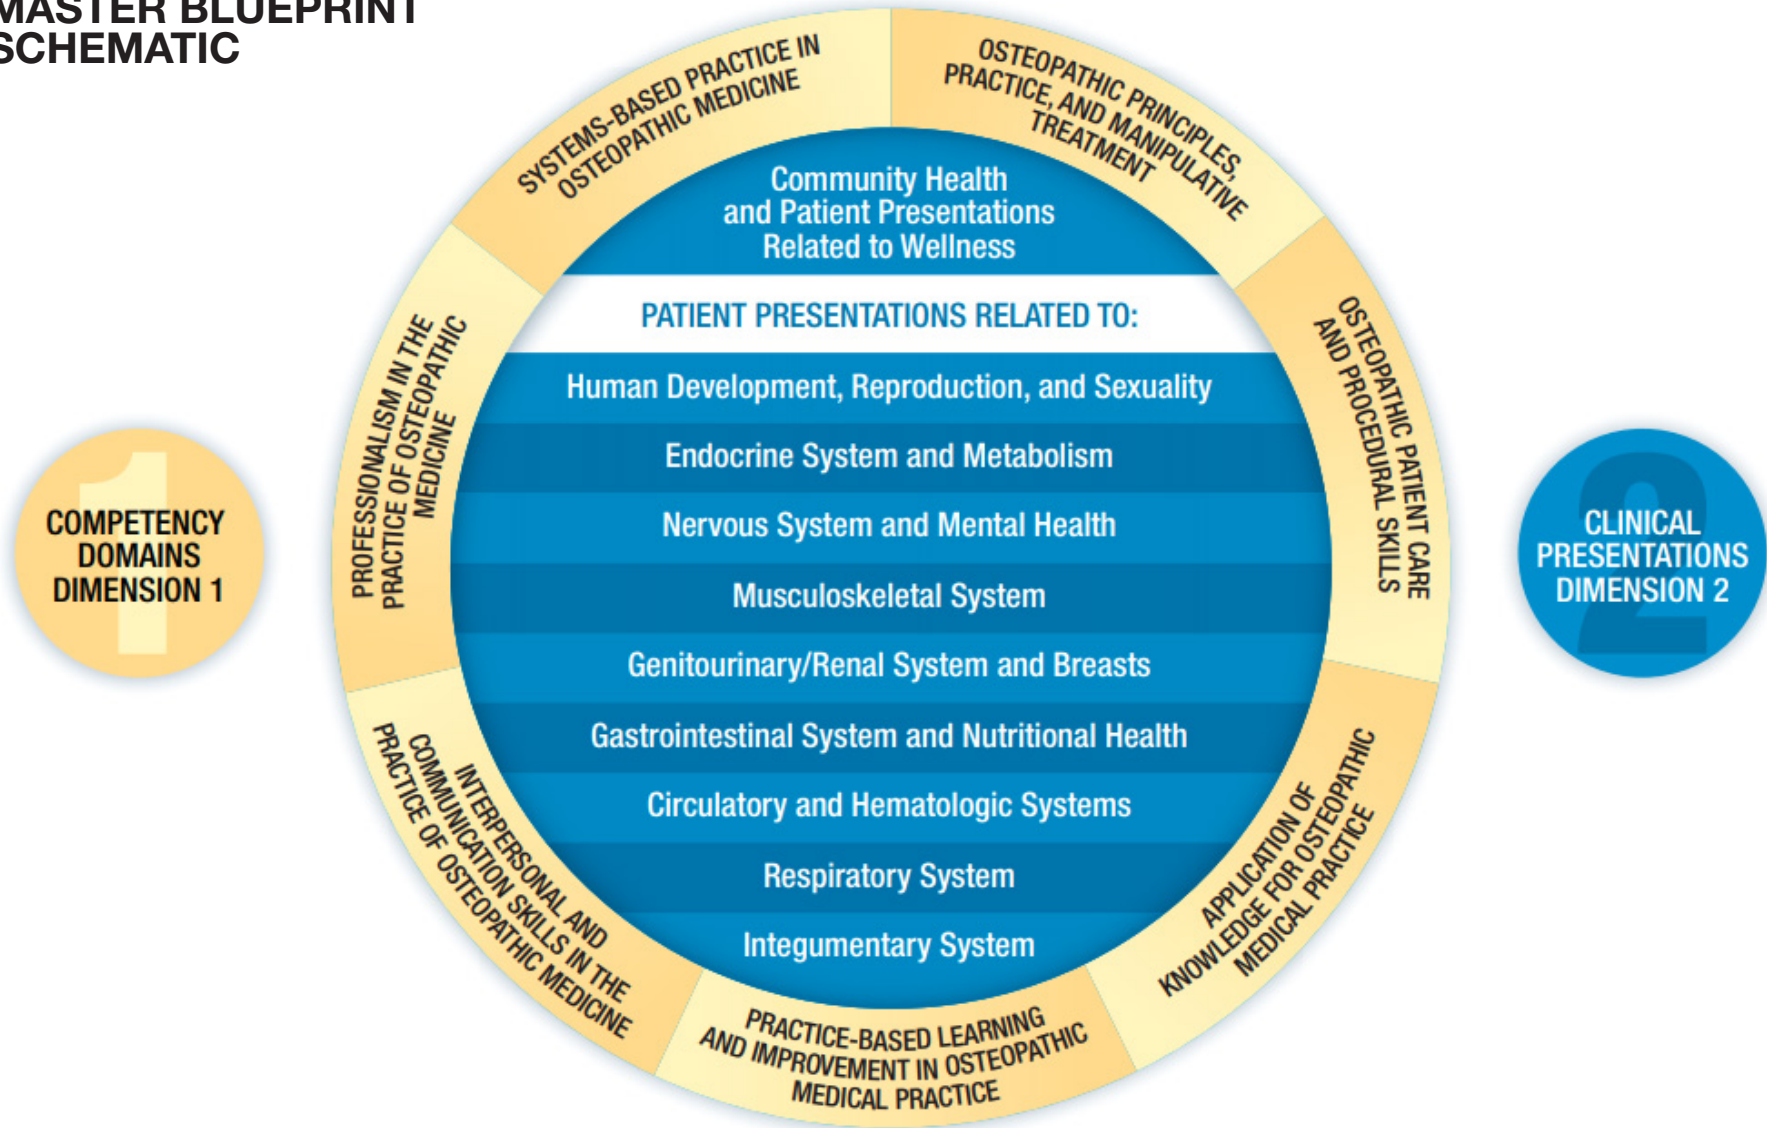 MASTER BLUEPRINT
SCHEMATIC
SYSTEMS-BASED PRACTICE IN
OSTEOPATHIC MEDICINE
OSTEOPATHIC PRINCIPLES,
PRACTICE, AND MANIPULATIVE
TREATMENT
OSTEOPATHIC PATIENT CARE
AND PROCEDURAL SKILLS
APPLICATION OF
KNOWLEDGE FOR OSTEOPATHIC
MEDICAL PRACTICE
PRACTICE-BASED LEARNING
AND IMPROVEMENT IN OSTEOPATHIC
MEDICAL PRACTICE
INTERPERSONAL AND
COMMUNICATION SKILLS IN THE
PRACTICE OF OSTEOPATHIC MEDICINE
PROFESSIONALISM IN THE
PRACTICE OF OSTEOPATHIC
MEDICINE
Community Health
and Patient Presentations
Related to Wellness
PATIENT PRESENTATIONS RELATED TO:
Human Development, Reproduction, and Sexuality
Endocrine System and Metabolism
Nervous System and Mental Health
Musculoskeletal System
Genitourinary/Renal System and Breasts
Gastrointestinal System and Nutritional Health
Circulatory and Hematologic Systems
Respiratory System
Integumentary System
1
COMPETENCY
DOMAINS
DIMENSION 1
2
CLINICAL
PRESENTATIONS
DIMENSION 2